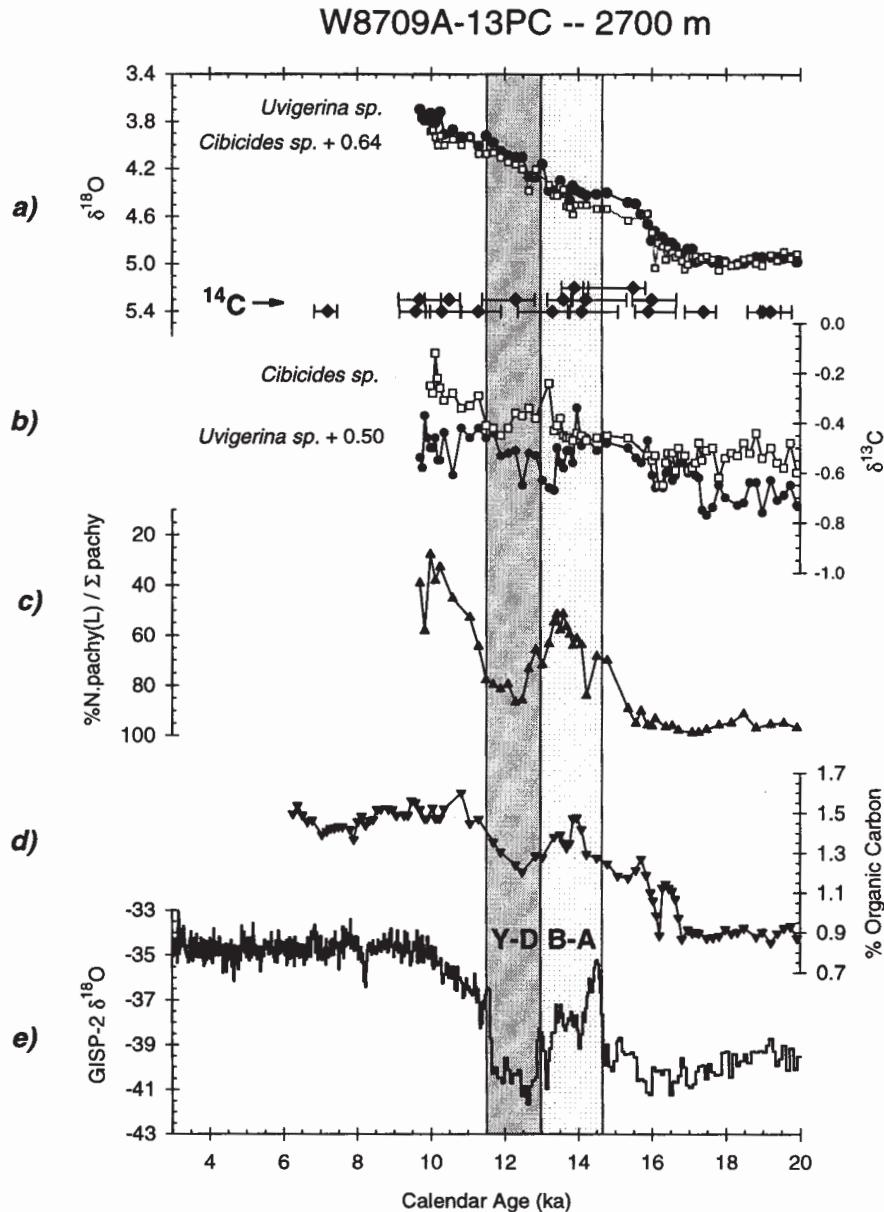 W8709A-13PC -- 2700 m
a)
δ18O
3.4
3.8
4.2
4.6
5.0
5.4
Uvigerina sp.
Cibicides sp. + 0.64
14C
b)
Cibicides sp.
Uvigerina sp. + 0.50
0.0
-0.2
-0.4
-0.6
-0.8
-1.0
δ13C
c)
%N.pachy(L) / Σ pachy
20
40
60
80
100
d)
1.7
1.5
1.3
1.1
0.9
0.7
% Organic Carbon
Y-D B-A
e)
GISP-2 δ18O
-33
-35
-37
-39
-41
-43
4 6 8 10 12 14 16 18 20
Calendar Age (ka)